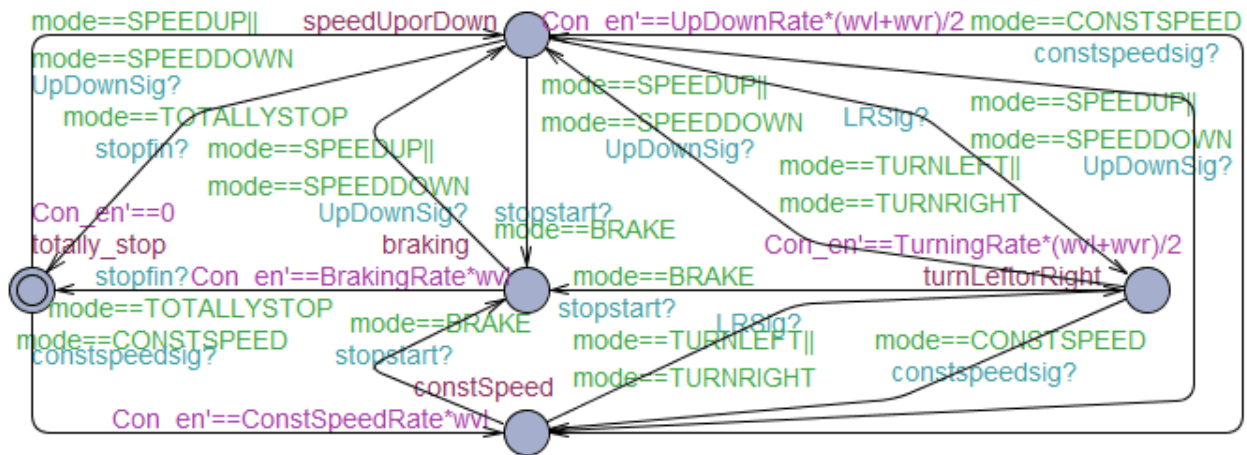 mode==SPEEDUP||
speedUporDown
Con_en'==UpDownRate*(wvl+wvr)/2
mode==CONSTSPEED
mode==SPEEDDOWN
constspeedsig?
UpDownSig?
mode==SPEEDUP||
mode==SPEEDDOWN
UpDownSig?
mode==SPEEDUP||
mode==SPEEDDOWN
UpDownSig?
LRSig?
mode==TOTALLYSTOP
stopfin?
mode==SPEEDUP||
mode==SPEEDDOWN
UpDownSig?
mode==TURNLEFT||
mode==TURNRIGHT
Con_en'==0
totally_stop
braking
stopstart?
mode==BRAKE
Con_en'==TurningRate*(wvl+wvr)/2
turnLeftorRight
stopfin?
Con_en'==BrakingRate*wvl
mode==BRAKE
stopstart?
mode==TOTALLYSTOP
mode==CONSTSPEED
constspeedsig?
mode==BRAKE
stopstart?
LRSig?
mode==TURNLEFT||
mode==TURNRIGHT
mode==CONSTSPEED
constspeedsig?
constSpeed
Con_en'==ConstSpeedRate*wvl